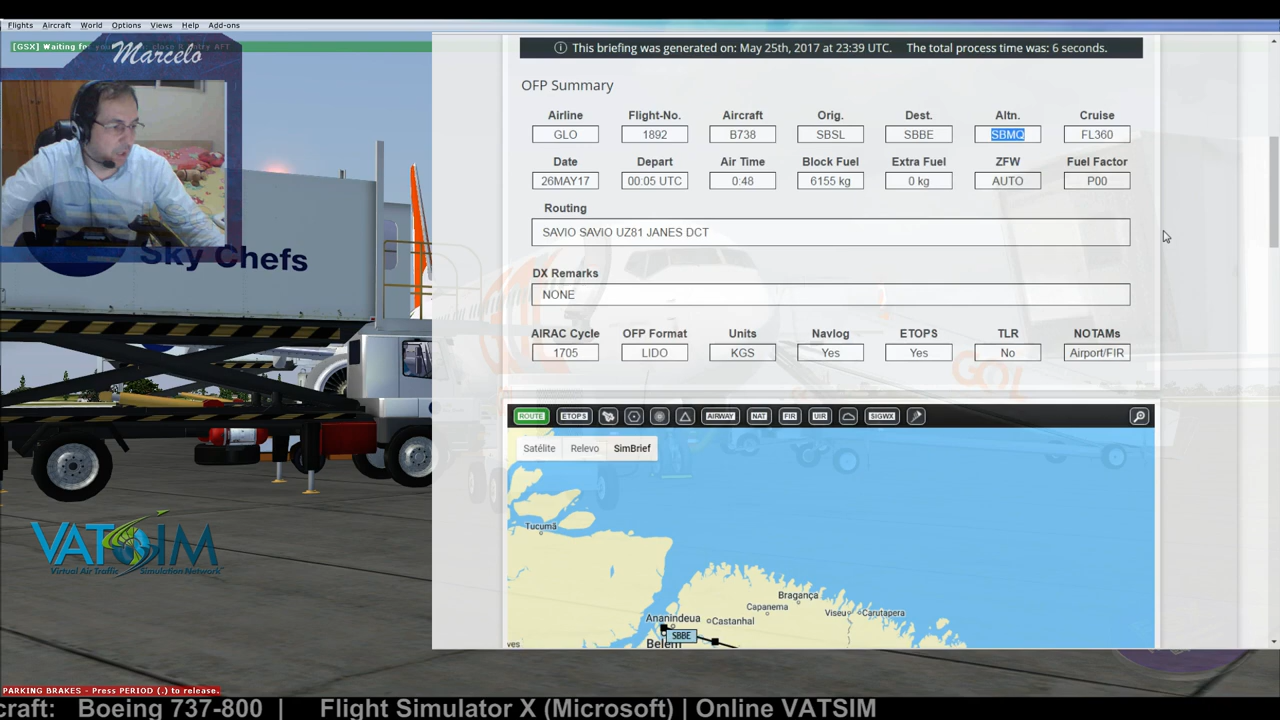 Flights Aircraft World Options Views Help Add-ons
[GSX] Waiting for
Marcelo
This briefing was generated on: May 25th, 2017 at 23:39 UTC. The total process time was: 6 seconds.
OFP Summary
Airline Flight-No. Aircraft Orig. Dest. Altn. Cruise
GLO 1892 B738 SBSL SBBE SBMQ FL360
Date Depart Air Time Block Fuel Extra Fuel ZFW Fuel Factor
26MAY17 00:05 UTC 0:48 6155 kg 0 kg AUTO P00
Routing
SAVIO SAVIO UZ81 JANES DCT
DX Remarks
NONE
AIRAC Cycle OFP Format Units Navlog ETOPS TLR NOTAMs
1705 LIDO KGS Yes Yes No Airport/FIR
GOL
ROUTE ETOPS AIRWAY NAT FIR UIR SIGWX
Satélite Relevo SimBrief
Tucumã
Bragança
Capanema
Viseu Carutapera
Ananindeua Castanhal
SBBE
Belém
ves
Sky Chefs
VATSIM
Virtual Air Traffic Simulation Network
PARKING BRAKES - Press PERIOD (.) to release.
craft: Boeing 737-800 | Flight Simulator X (Microsoft) | Online VATSIM